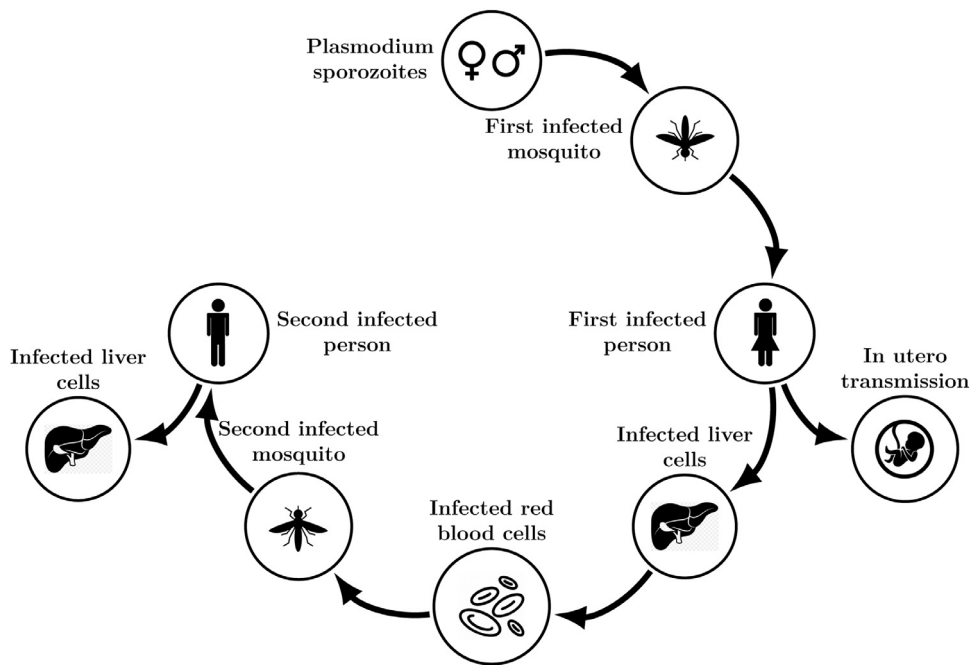 Plasmodium
sporozoites
First infected
mosquito
Second infected
person
First infected
person
Infected liver
cells
In utero
transmission
Second infected
mosquito
Infected liver
cells
Infected red
blood cells